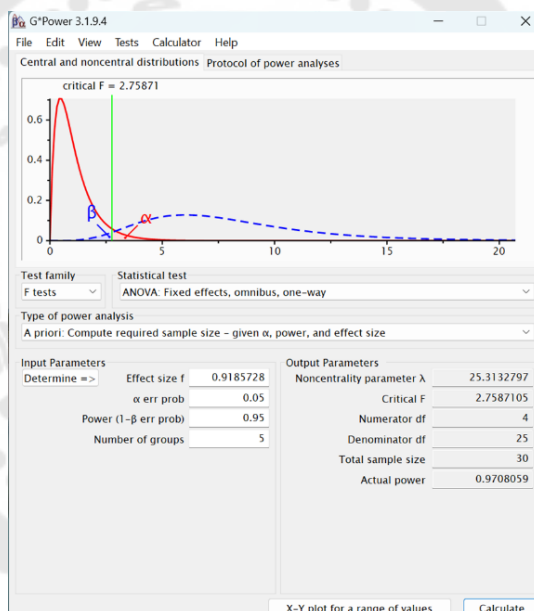 G*Power 3.1.9.4
File Edit View Tests Calculator Help
Central and noncentral distributions Protocol of power analyses
critical F = 2.75871
0.6
0.4
0.2
0
β α
0 5 10 15 20
Test family Statistical test
F tests ANOVA: Fixed effects, omnibus, one-way
Type of power analysis
A priori: Compute required sample size – given α, power, and effect size
Input Parameters Output Parameters
Determine => Effect size f 0.9185728 Noncentrality parameter λ 25.3132797
α err prob 0.05 Critical F 2.7587105
Power (1-β err prob) 0.95 Numerator df 4
Number of groups 5 Denominator df 25
Total sample size 30
Actual power 0.9708059
X-Y plot for a range of values Calculate